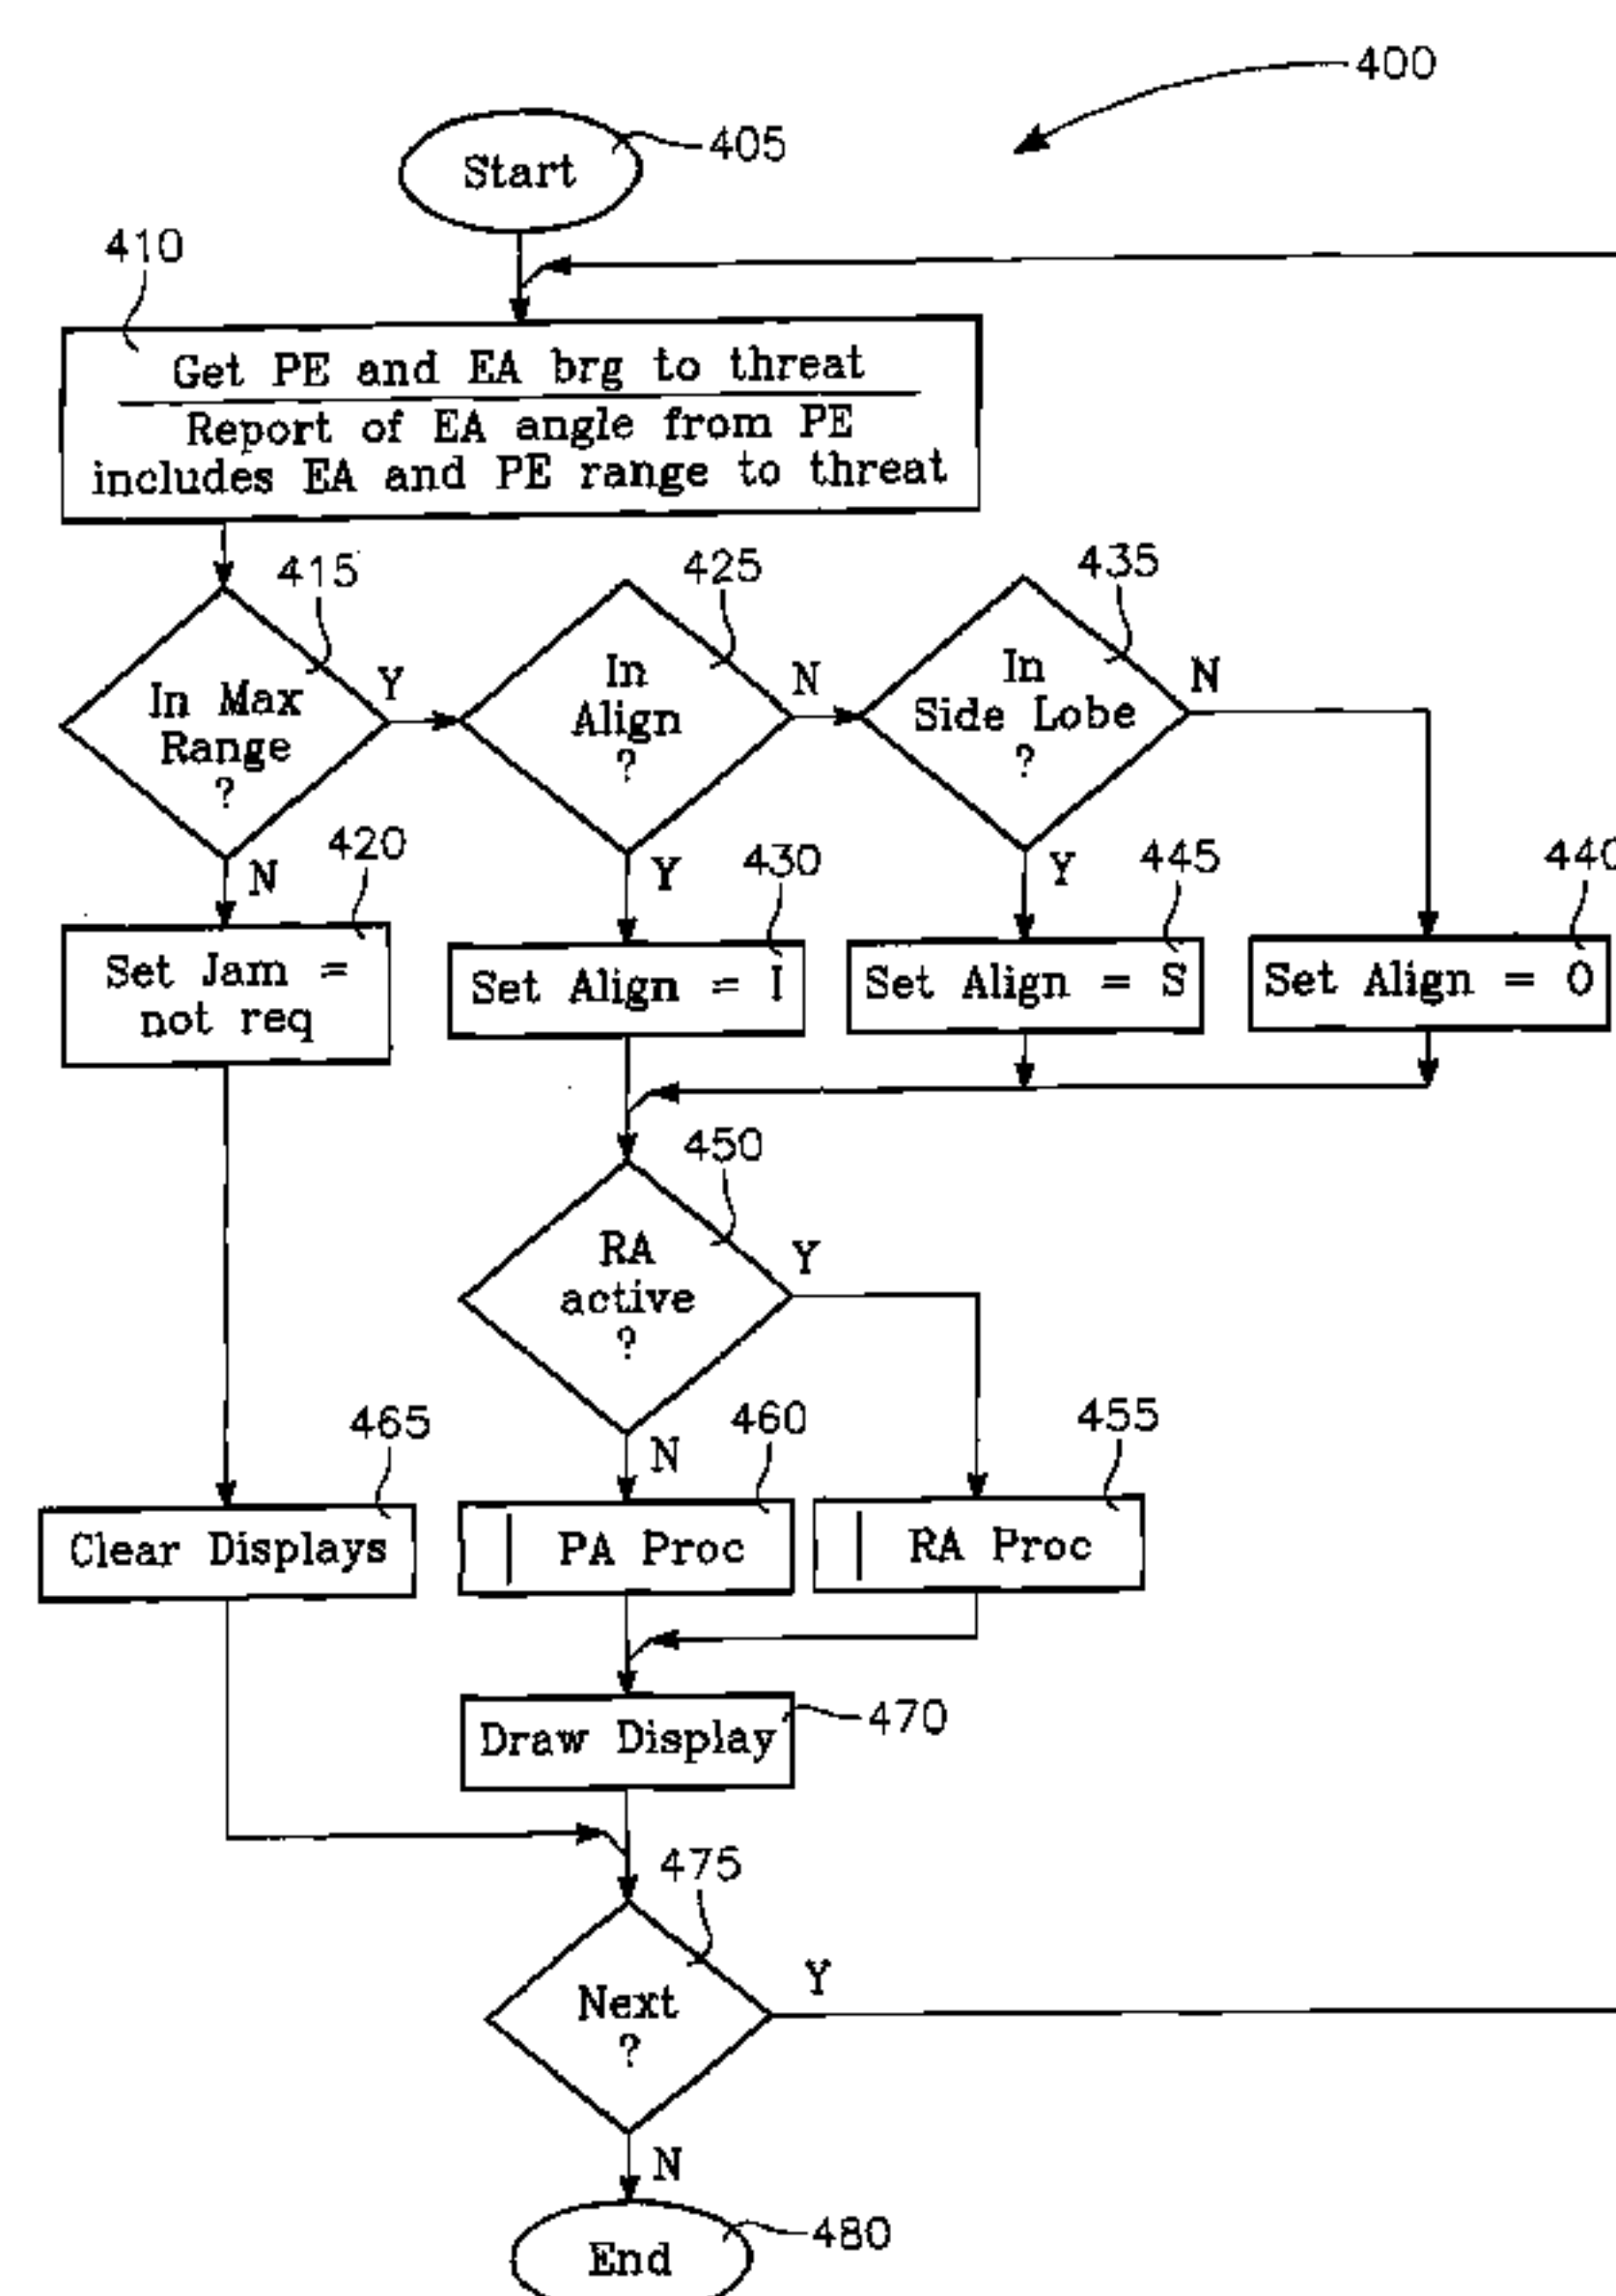 400
405
Start
410
Get PE and EA brg to threat
Report of EA angle from PE
includes EA and PE range to threat
415
425
435
In Max
Range
?
Y
In
Align
?
N
In
Side Lobe
?
N
N
420
Y
430
Y
445
440
Set Jam =
not req
Set Align = I
Set Align = S
Set Align = O
450
RA
active
?
Y
N
465
460
455
Clear Displays
PA Proc
RA Proc
Draw Display
470
475
Next
?
Y
N
480
End